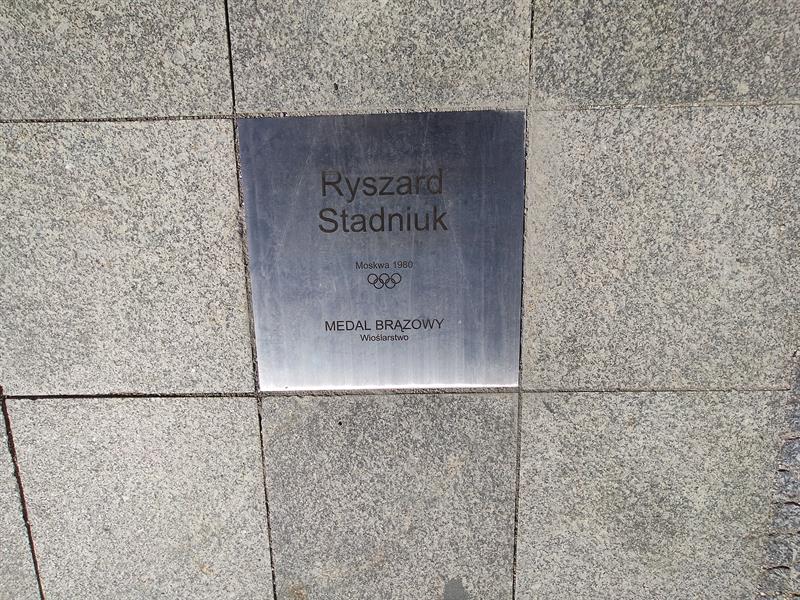 Ryszard
Stadniuk
Moskwa 1980
MEDAL BRĄZOWY
Wioślarstwo